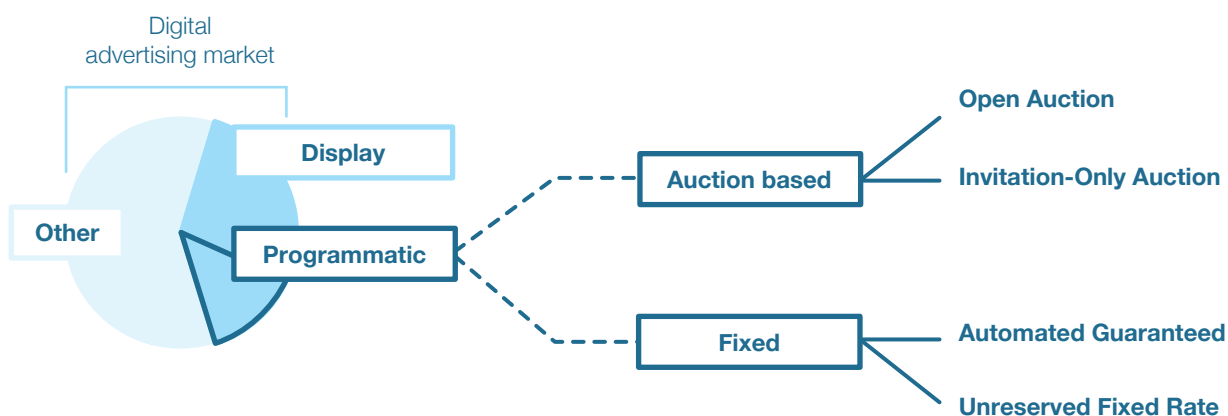 Digital
advertising market
Display
Other
Programmatic
Auction based
Open Auction
Invitation-Only Auction
Fixed
Automated Guaranteed
Unreserved Fixed Rate